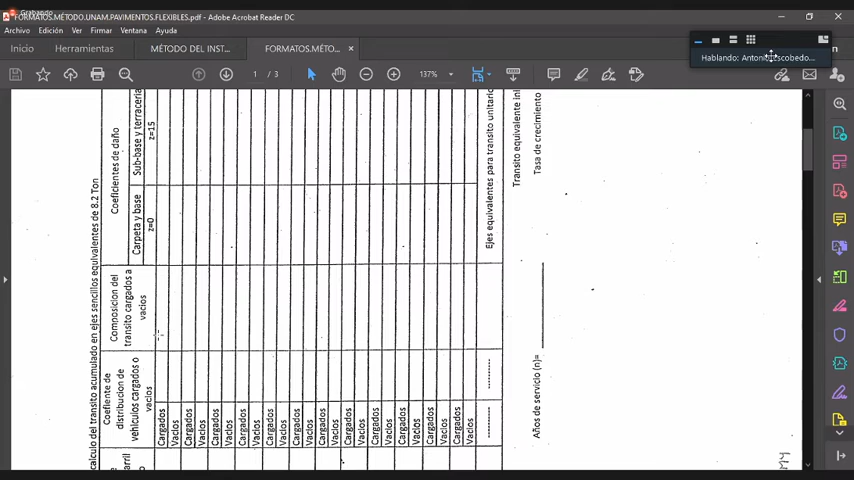 Grabando
FORMATOS.MÉTODO.UNAM.PAVIMENTOS.FLEXIBLES.pdf - Adobe Acrobat Reader DC
Archivo Edición Ver Firmar Ventana Ayuda
Inicio Herramientas MÉTODO DEL INST... FORMATOS.MÉTO... ×
Hablando: Antonio Escobedo...
1 / 3 137%
calculo del transito acumulado en ejes sencillos equivalentes de 8.2 Ton
Coefiente de
distribucion de
vehículos cargados o
vacios
Composicion del
transito cargados a
vacios
Coeficientes de daño
Carpeta y base
z=0
Sub-base y terraceria
z=15
Cargados
Vacios
Cargados
Vacios
Cargados
Vacios
Cargados
Vacios
Cargados
Vacios
Cargados
Vacios
Cargados
Vacios
Cargados
Vacios
Cargados
Vacios
Cargados
Vacios
Cargados
Vacios
Cargados
Vacios
Ejes equivalentes para transito unitario
Transito equivalente ini
Años de servicio (n)=
Tasa de crecimiento